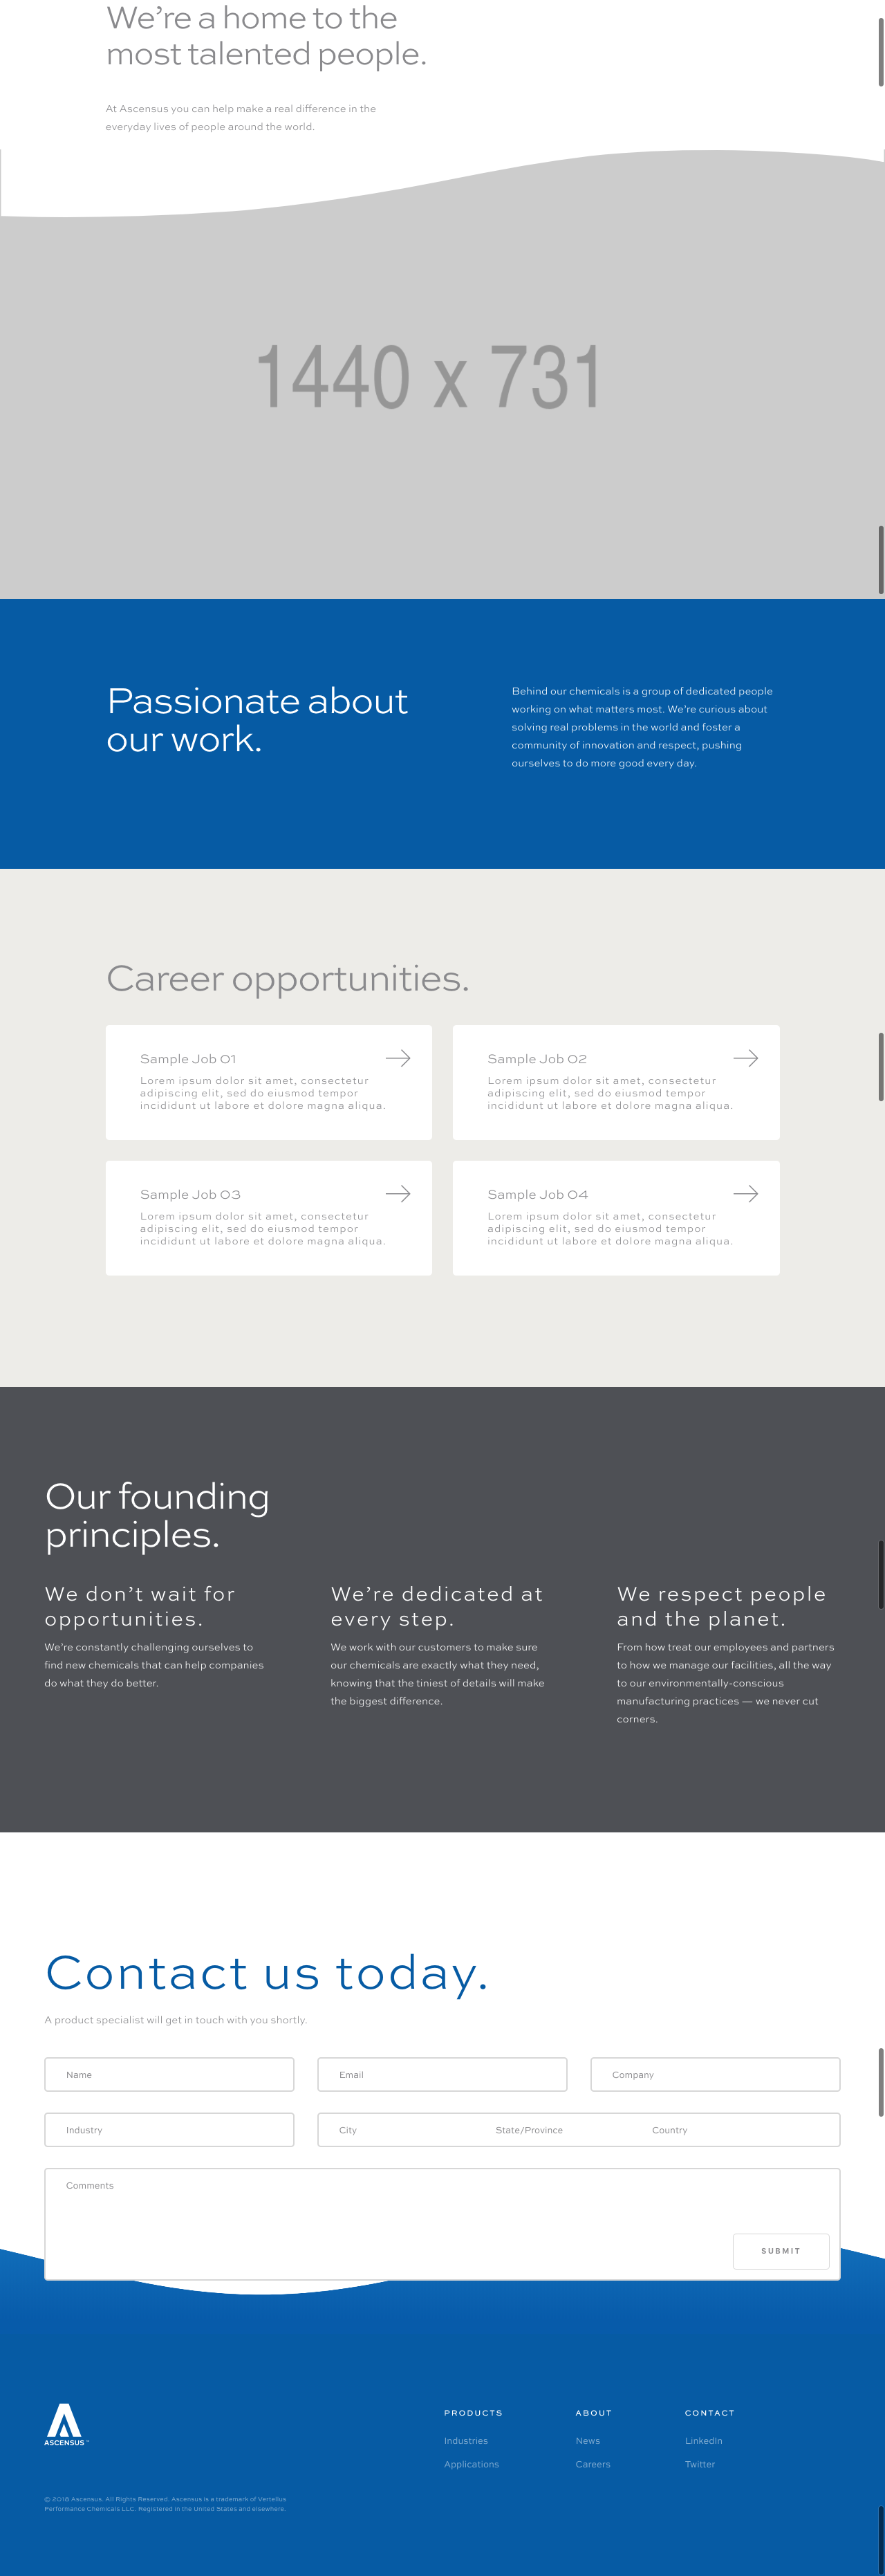 We’re a home to the
most talented people.
At Ascensus you can help make a real difference in the
everyday lives of people around the world.
1440 x 731
Passionate about
our work.
Behind our chemicals is a group of dedicated people
working on what matters most. We’re curious about
solving real problems in the world and foster a
community of innovation and respect, pushing
ourselves to do more good every day.
Career opportunities.
Sample Job 01
Lorem ipsum dolor sit amet, consectetur
adipiscing elit, sed do eiusmod tempor
incididunt ut labore et dolore magna aliqua.
Sample Job 02
Lorem ipsum dolor sit amet, consectetur
adipiscing elit, sed do eiusmod tempor
incididunt ut labore et dolore magna aliqua.
Sample Job 03
Lorem ipsum dolor sit amet, consectetur
adipiscing elit, sed do eiusmod tempor
incididunt ut labore et dolore magna aliqua.
Sample Job 04
Lorem ipsum dolor sit amet, consectetur
adipiscing elit, sed do eiusmod tempor
incididunt ut labore et dolore magna aliqua.
Our founding
principles.
We don’t wait for
opportunities.
We’re constantly challenging ourselves to
find new chemicals that can help companies
do what they do better.
We’re dedicated at
every step.
We work with our customers to make sure
our chemicals are exactly what they need,
knowing that the tiniest of details will make
the biggest difference.
We respect people
and the planet.
From how treat our employees and partners
to how we manage our facilities, all the way
to our environmentally-conscious
manufacturing practices — we never cut
corners.
Contact us today.
A product specialist will get in touch with you shortly.
Name
Email
Company
Industry
City
State/Province
Country
Comments
SUBMIT
ASCENSUS™
PRODUCTS
Industries
Applications
ABOUT
News
Careers
CONTACT
LinkedIn
Twitter
© 2018 Ascensus. All Rights Reserved. Ascensus is a trademark of Vertellus
Performance Chemicals LLC. Registered in the United States and elsewhere.